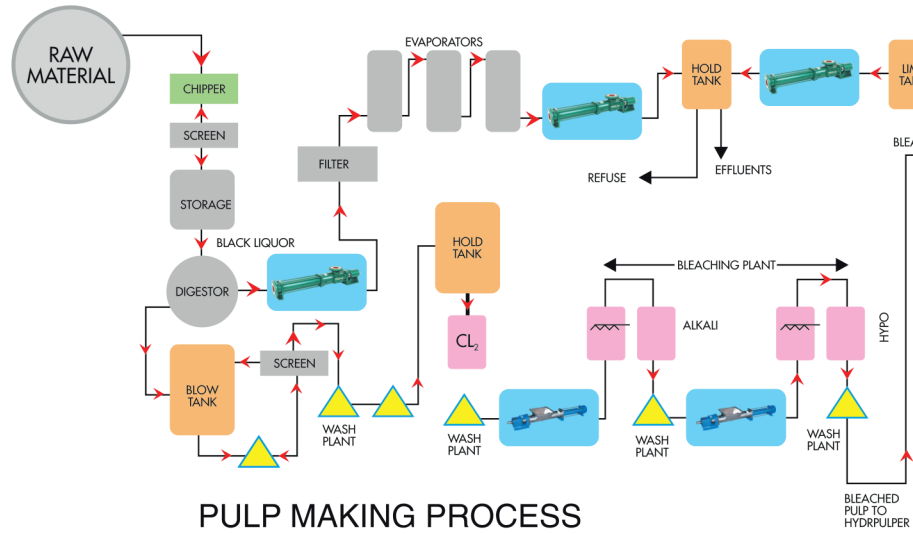 RAW
MATERIAL
CHIPPER
SCREEN
STORAGE
BLACK LIQUOR
DIGESTOR
BLOW
TANK
SCREEN
WASH
PLANT
FILTER
EVAPORATORS
HOLD
TANK
REFUSE
EFFLUENTS
HOLD
TANK
CL₂
WASH
PLANT
BLEACHING PLANT
ALKALI
WASH
PLANT
HYPO
WASH
PLANT
BLEACHED
PULP TO
HYDRPULPER
PULP MAKING PROCESS